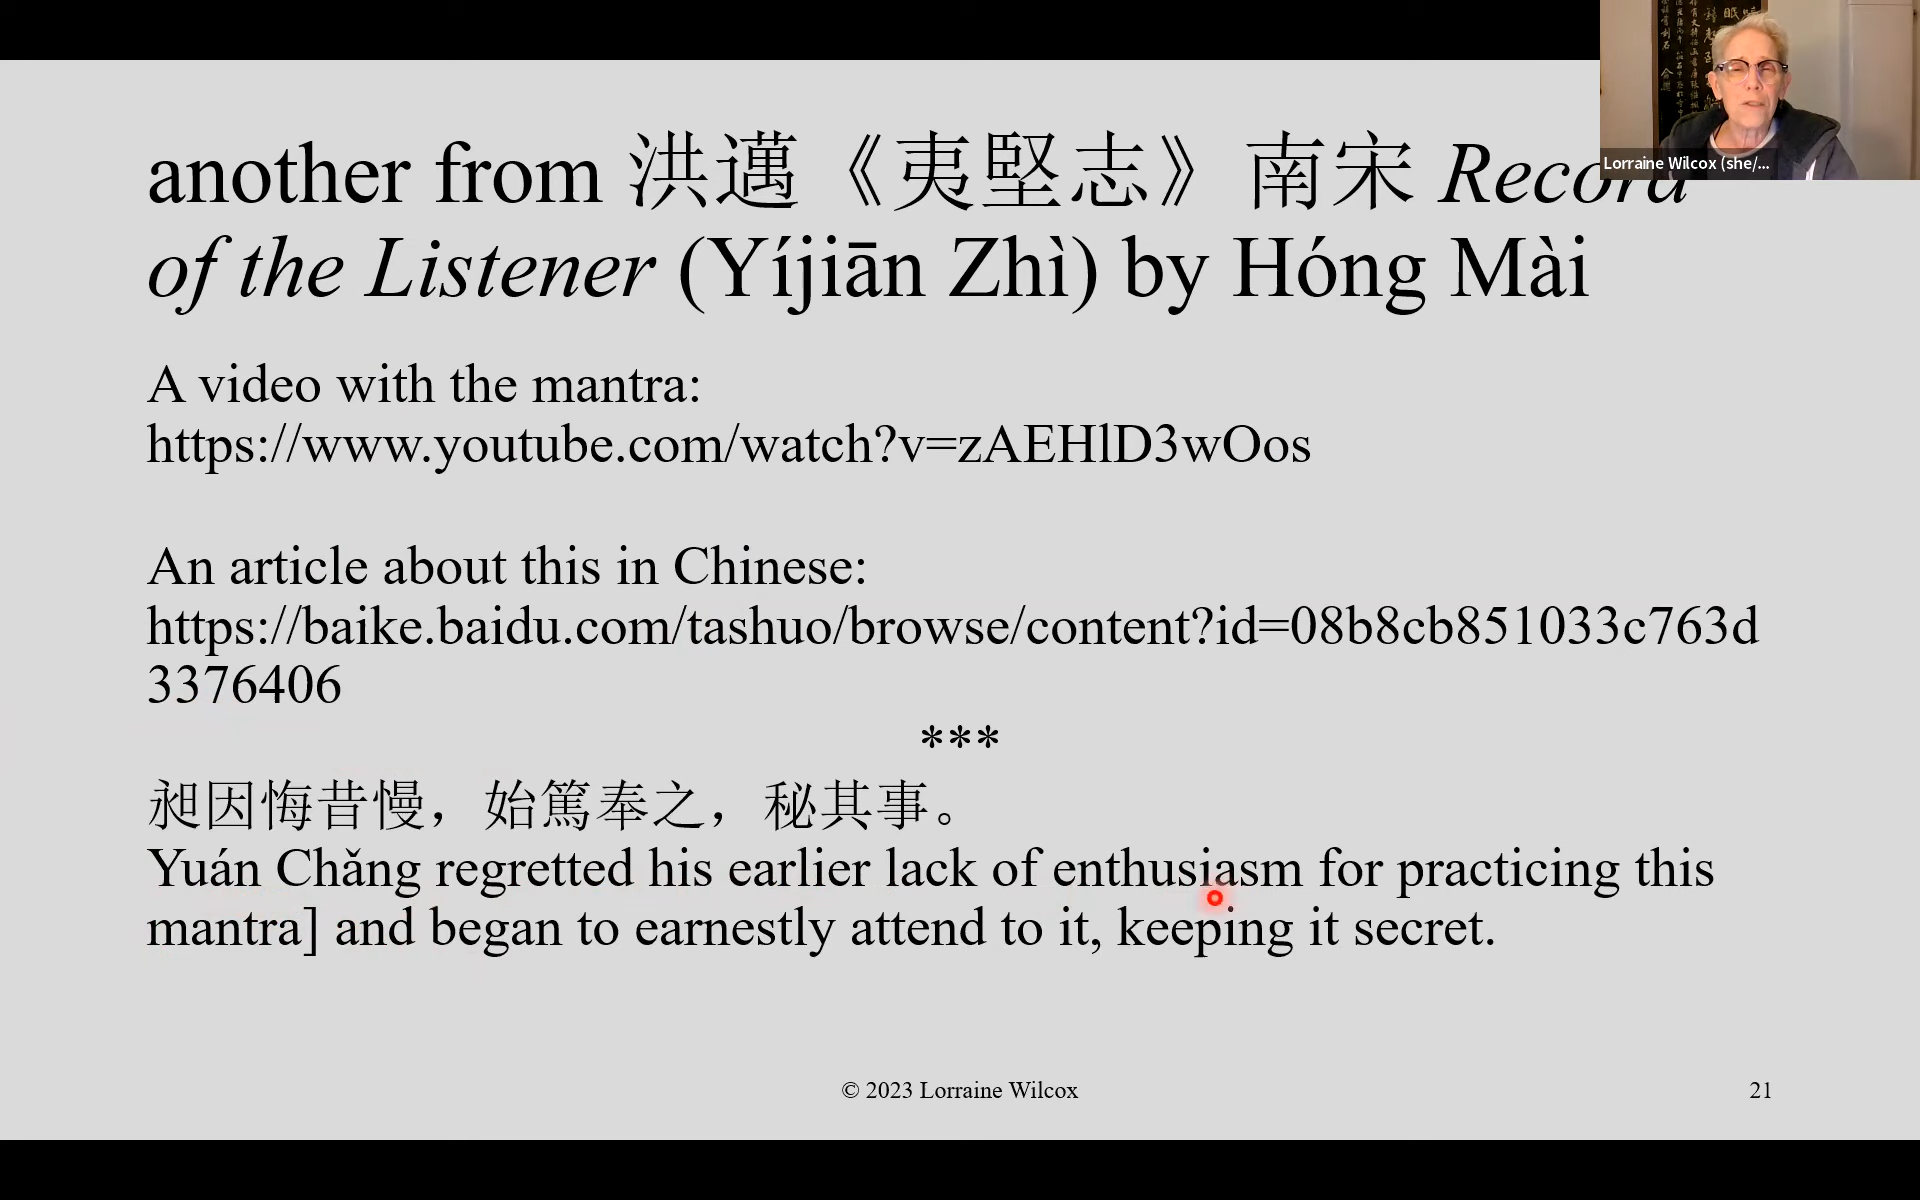 another from 洪邁《夷堅志》南宋 Record
of the Listener (Yíjiān Zhì) by Hóng Mài
Lorraine Wilcox (she/...
A video with the mantra:
https://www.youtube.com/watch?v=zAEHlD3wOos
An article about this in Chinese:
https://baike.baidu.com/tashuo/browse/content?id=08b8cb851033c763d
3376406
***
昶因悔昔慢，始篤奉之，秘其事。
Yuán Chǎng regretted his earlier lack of enthusiasm for practicing this
mantra] and began to earnestly attend to it, keeping it secret.
© 2023 Lorraine Wilcox
21